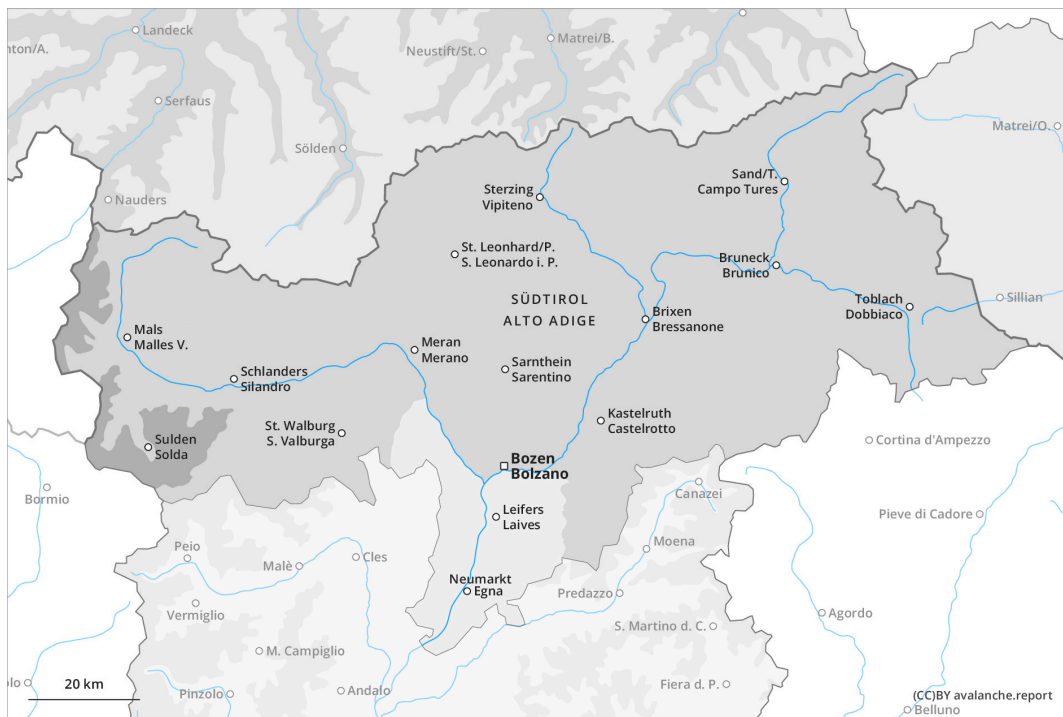 Landeck
nton/A.
Neustift/St.
Matrei/B.
Serfaus
Matrei/O.
Sölden
Nauders
Sand/T.
Campo Tures
Sterzing
Vipiteno
St. Leonhard/P.
S. Leonardo i. P.
Bruneck
Brunico
SÜDTIROL
ALTO ADIGE
Toblach
Dobbiaco
Sillian
Brixen
Bressanone
Mals
Malles V.
Meran
Merano
Sarnthein
Sarentino
Schlanders
Silandro
Kastelruth
Castelrotto
St. Walburg
S. Valburga
Sulden
Solda
Cortina d'Ampezzo
Bozen
Bolzano
Bormio
Canazei
Leifers
Laives
Pieve di Cadore
Moena
Peio
Cles
Malè
Neumarkt
Egna
Predazzo
Vermiglio
Agordo
S. Martino d. C.
M. Campiglio
olo
20 km
Pinzolo
Andalo
Fiera d. P.
(CC)BY avalanche.report
Belluno